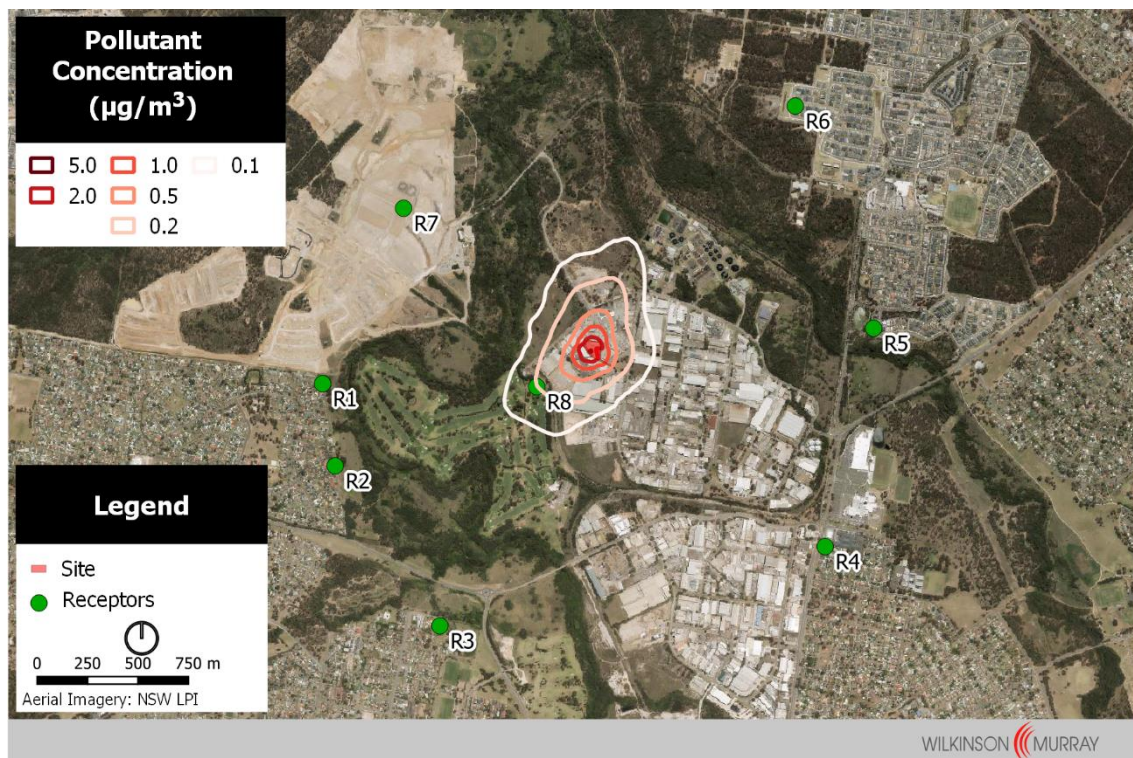 Pollutant
Concentration
(µg/m³)
5.0 1.0 0.1
2.0 0.5
0.2
R6
R7
R5
R1
R8
R2
R4
R3
Legend
Site
Receptors
0 250 500 750 m
Aerial Imagery: NSW LPI
WILKINSON MURRAY